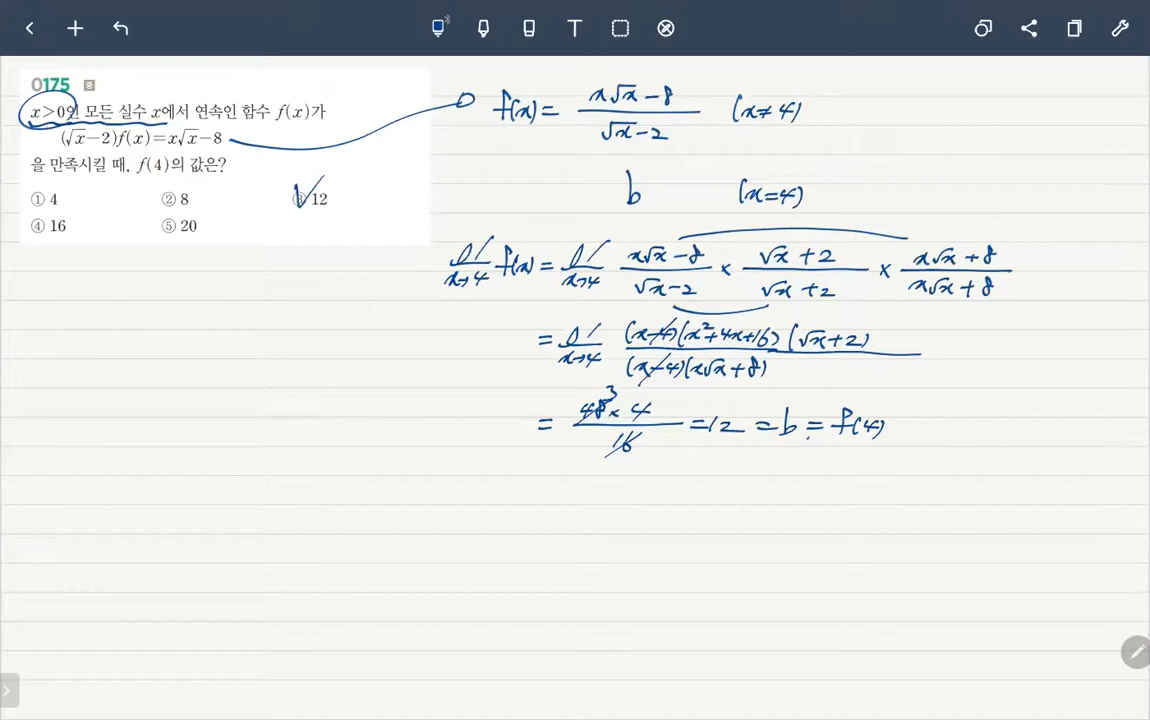 0175
x>0인 모든 실수 x에서 연속인 함수 f(x)가
(√x−2)f(x)=x√x−8
을 만족시킬 때, f(4)의 값은?
① 4 ② 8 ③ 12
④ 16 ⑤ 20
f(x)= (x√x−8)/(√x−2) (x≠4)
b (x=4)
lim x→4 f(x) = lim x→4 (x√x−8)/(√x−2) × (√x+2)/(√x+2) × (x√x+8)/(x√x+8)
= lim x→4 (x−4)(x²+4x+16)(√x+2)/(x−4)(x√x+8)
= 48³×4/16 =12 =b = f(4)